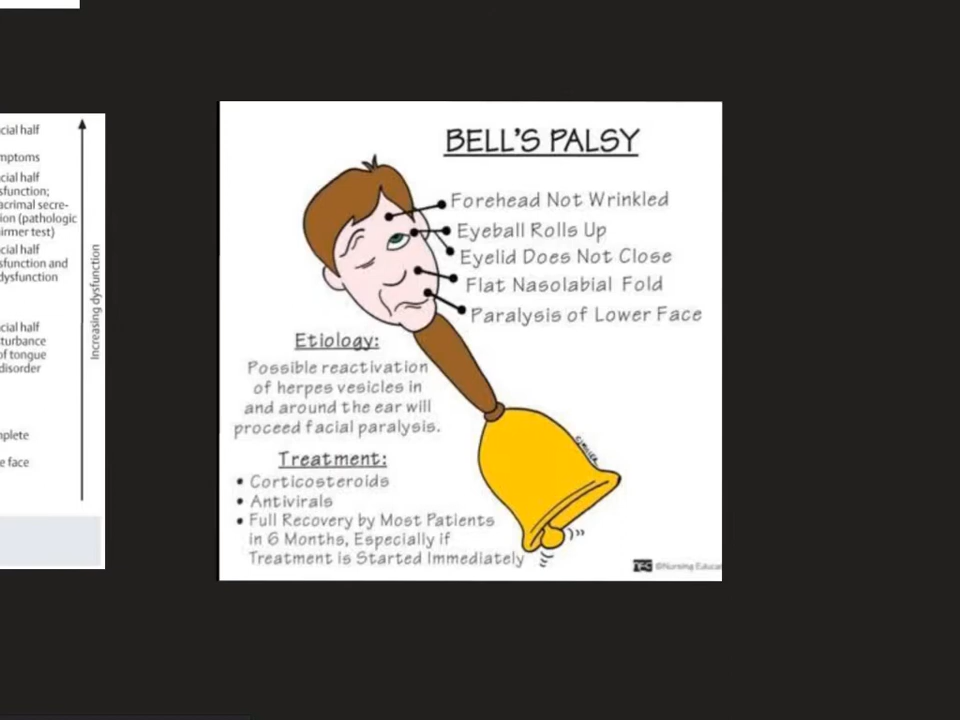 cial half
mptoms
cial half
sfunction;
acrimal secre-
ion (pathologic
irmer test)
cial half
sfunction and
dysfunction
cial half
turbance
of tongue
disorder
mplete
e face
Increasing dysfunction
BELL'S PALSY
Forehead Not Wrinkled
Eyeball Rolls Up
Eyelid Does Not Close
Flat Nasolabial Fold
Paralysis of Lower Face
Etiology:
Possible reactivation
of herpes vesicles in
and around the ear will
proceed facial paralysis.
Treatment:
• Corticosteroids
• Antivirals
• Full Recovery by Most Patients
in 6 Months, Especially if
Treatment is Started Immediately
NEC ©Nursing Educa